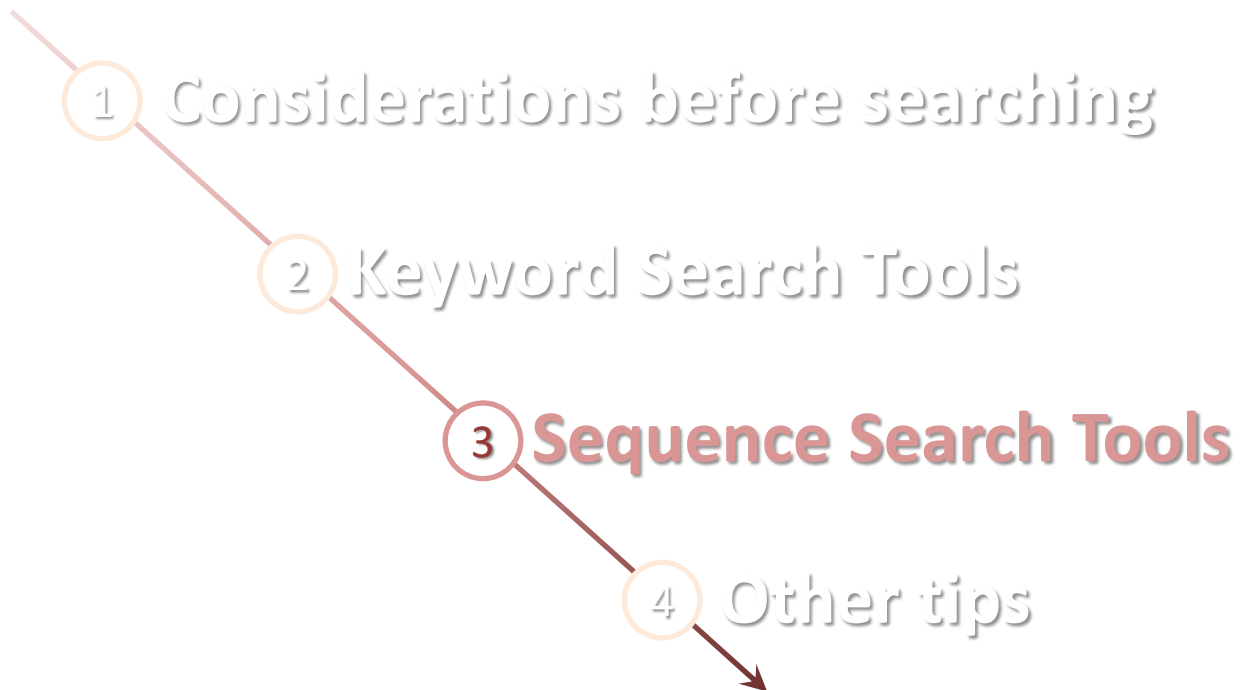 1 Considerations before searching
2 Keyword Search Tools
3 Sequence Search Tools
4 Other tips